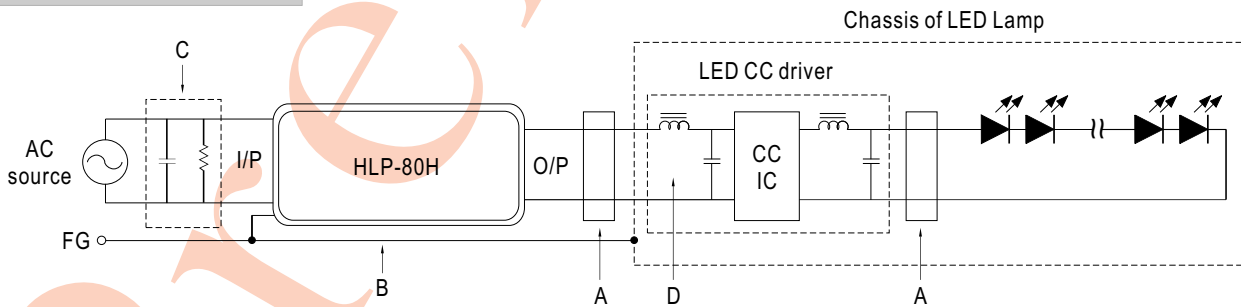 Chassis of LED Lamp
C
LED CC driver
AC
source
I/P
HLP-80H
O/P
CC
IC
FG
B
A
D
A